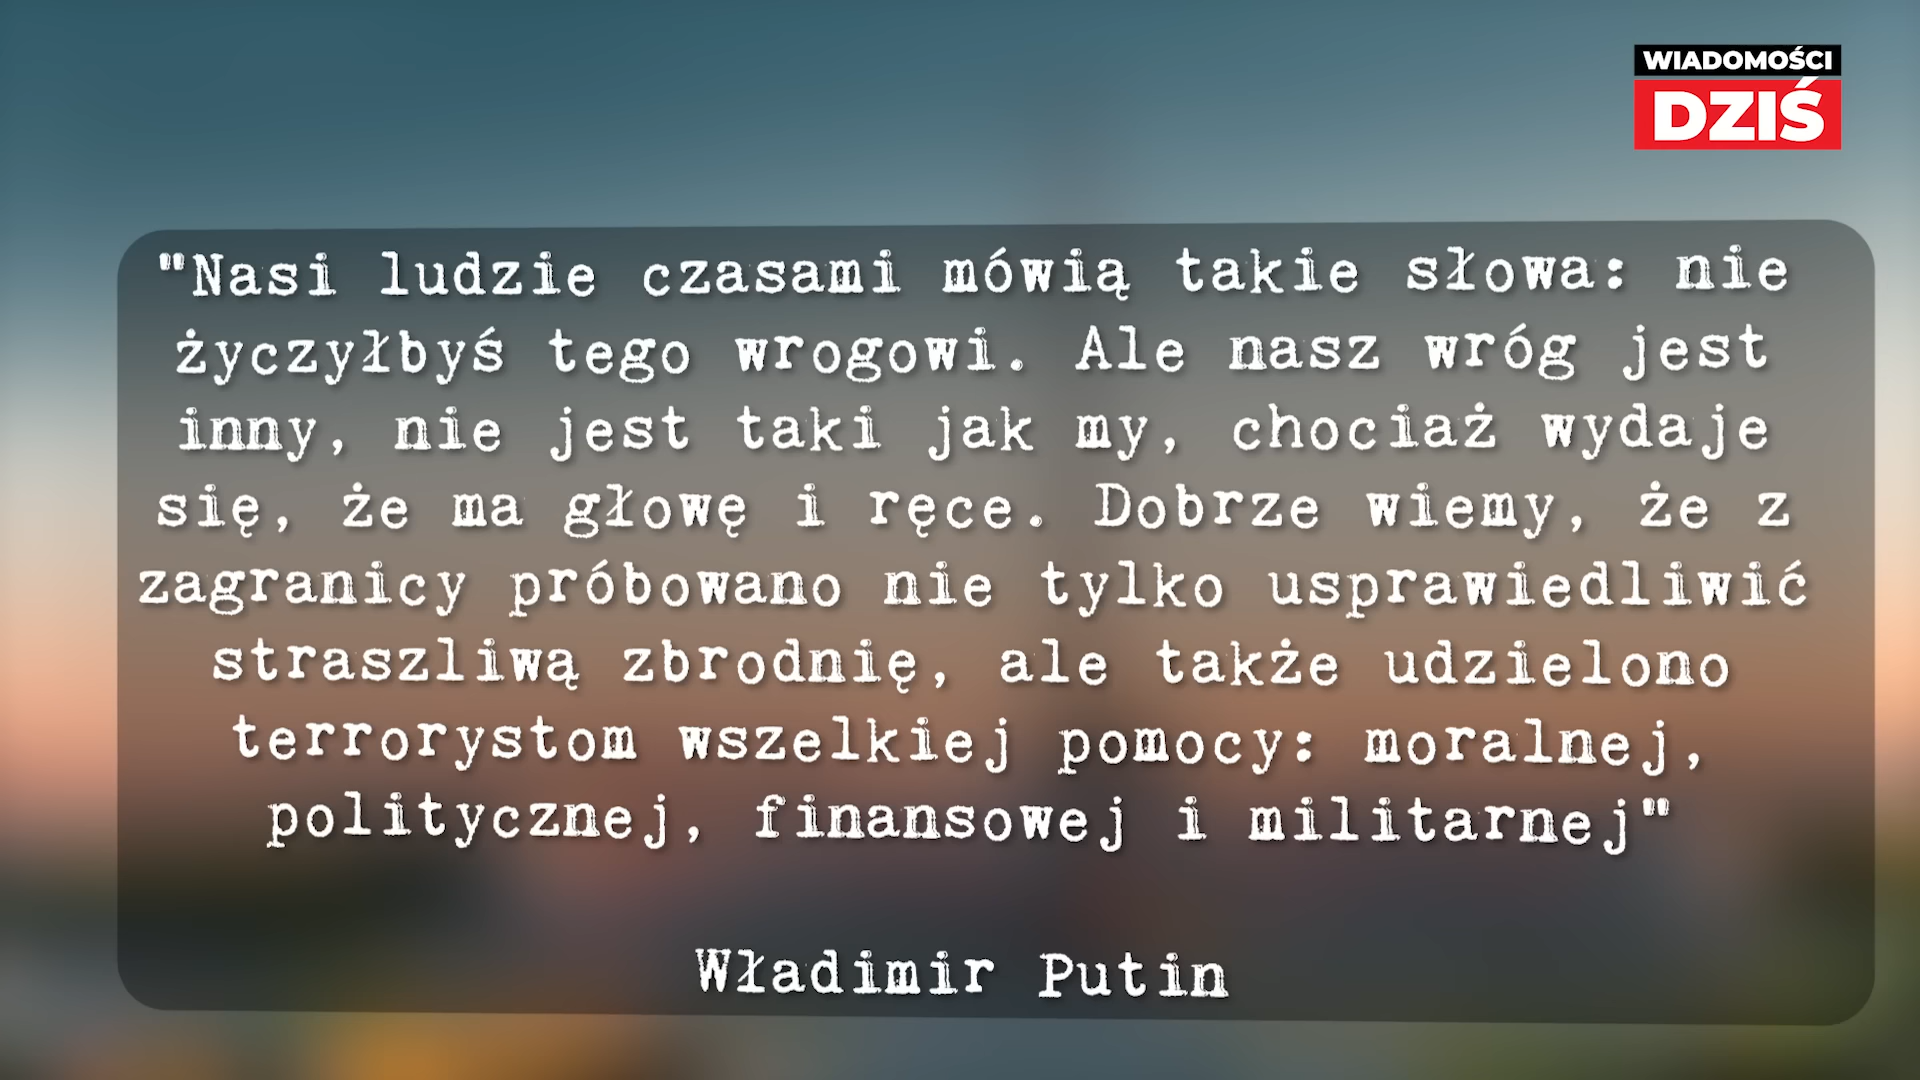 WIADOMOŚCI
DZIŚ
"Nasi ludzie czasami mówią takie słowa: nie
życzyłbyś tego wrogowi. Ale nasz wróg jest
inny, nie jest taki jak my, chociaż wydaje
się, że ma głowę i ręce. Dobrze wiemy, że z
zagranicy próbowano nie tylko usprawiedliwić
straszliwą zbrodnię, ale także udzielono
terrorystom wszelkiej pomocy: moralnej,
politycznej, finansowej i militarnej"
Władimir Putin